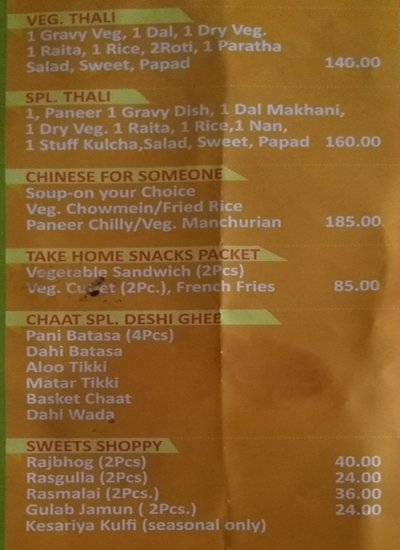 VEG. THALI
1 Gravy Veg, 1 Dal, 1 Dry Veg.
1 Raita, 1 Rice, 2Roti, 1 Paratha
Salad, Sweet, Papad 140.00
SPL. THALI
1, Paneer 1 Gravy Dish, 1 Dal Makhani,
1 Dry Veg. 1 Raita, 1 Rice,1 Nan,
1 Stuff Kulcha,Salad, Sweet, Papad 160.00
CHINESE FOR SOMEONE
Soup-on your Choice
Veg. Chowmein/Fried Rice
Paneer Chilly/Veg. Manchurian 185.00
TAKE HOME SNACKS PACKET
Vegetable Sandwich (2Pcs)
Veg. (2Pc.), French Fries 85.00
CHAAT SPL. DESHI GHEE
Pani Batasa (4Pcs)
Dahi Batasa
Aloo Tikki
Matar Tikki
Basket Chaat
Dahi Wada
SWEETS SHOPPY
Rajbhog (2Pcs) 40.00
Rasgulla (2Pcs) 24.00
Rasmalai (2Pcs.) 36.00
Gulab Jamun ( 2Pcs.) 24.00
Kesariya Kulfi (seasonal only)